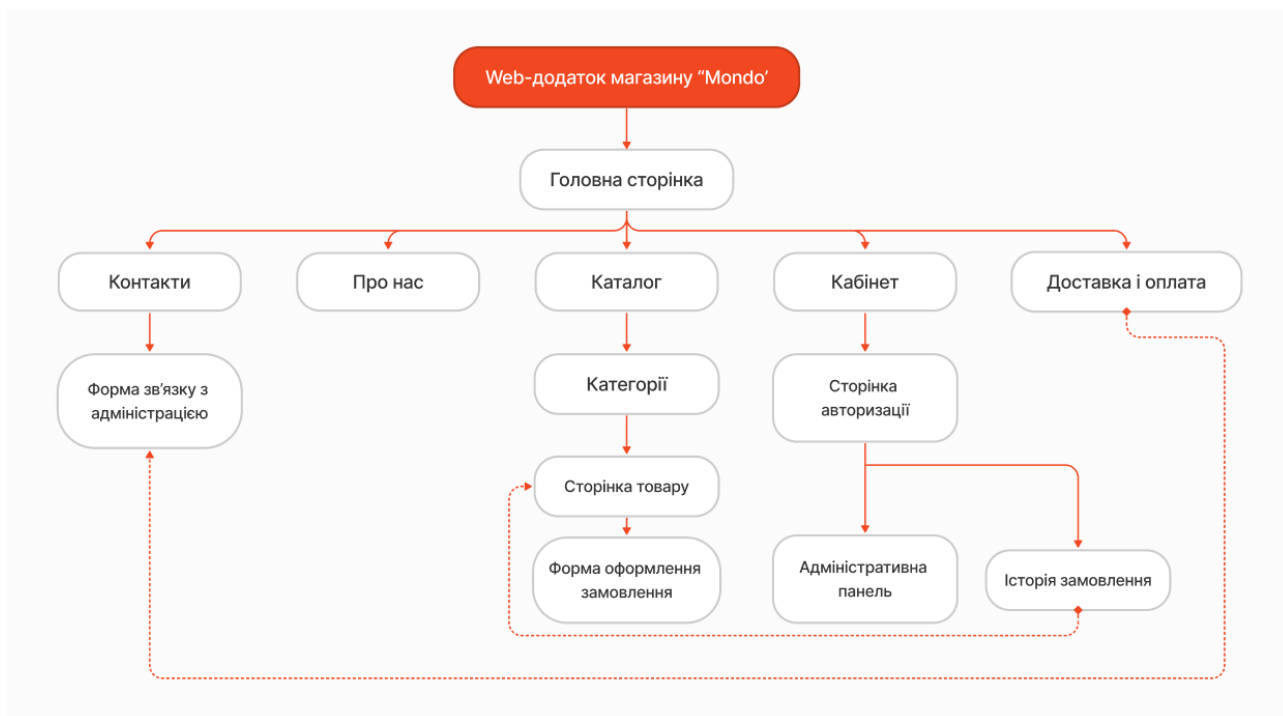 Web-додаток магазину “Mondo’
Головна сторінка
Контакти
Про нас
Каталог
Кабінет
Доставка і оплата
Форма зв’язку з
адміністрацією
Категорії
Сторінка
авторизації
Сторінка товару
Форма оформлення
замовлення
Адміністративна
панель
Історія замовлення